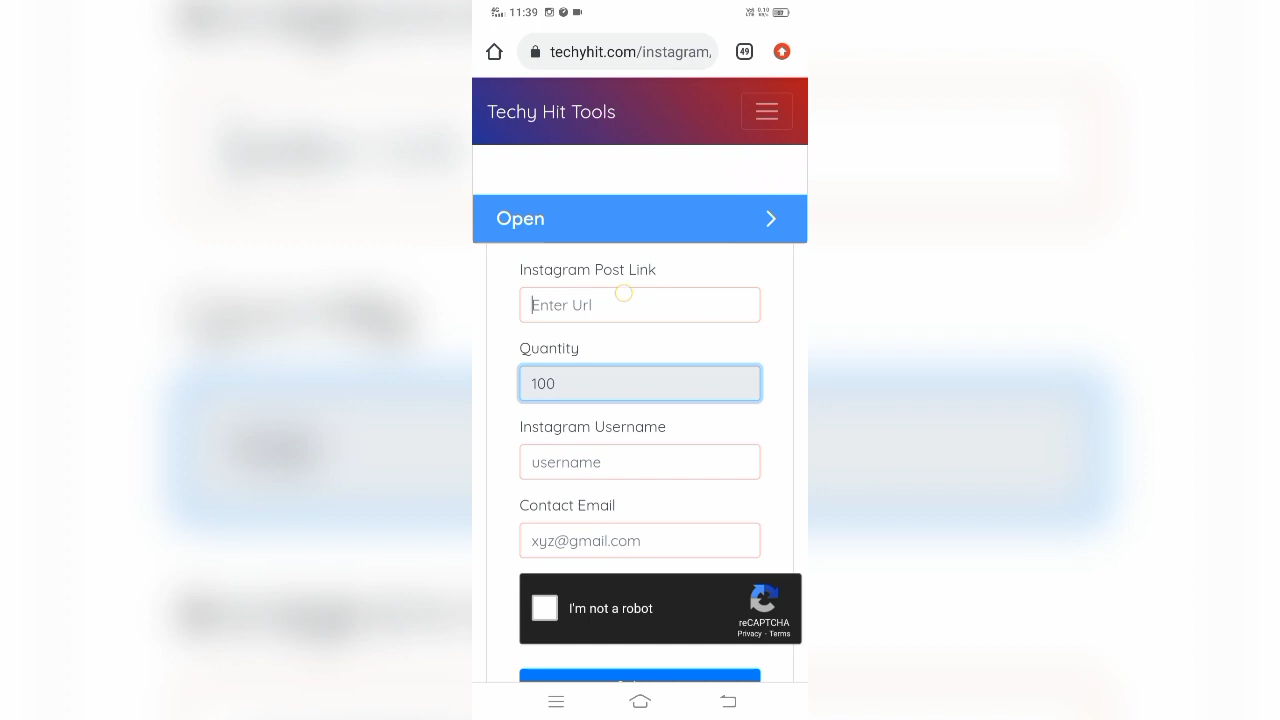 11:39
techyhit.com/instagram,
49
Techy Hit Tools
Open
Instagram Post Link
Enter Url
Quantity
100
Instagram Username
username
Contact Email
xyz@gmail.com
I'm not a robot
reCAPTCHA
Privacy - Terms